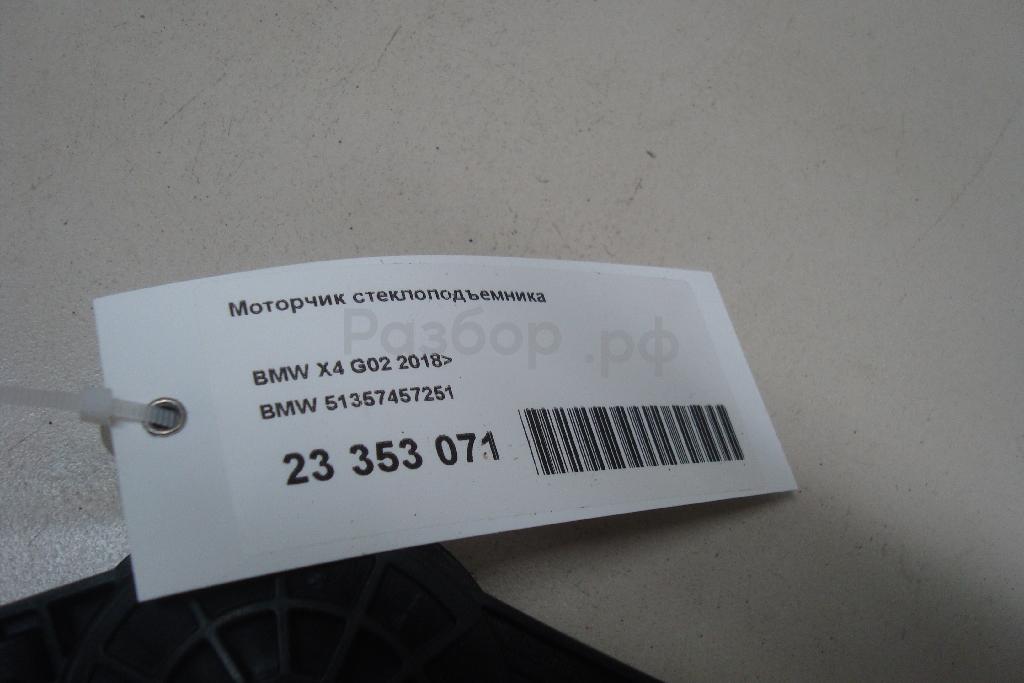 Моторчик стеклоподъемника
Разбор.рф
BMW X4 G02 2018>
BMW 51357457251
23 353 071